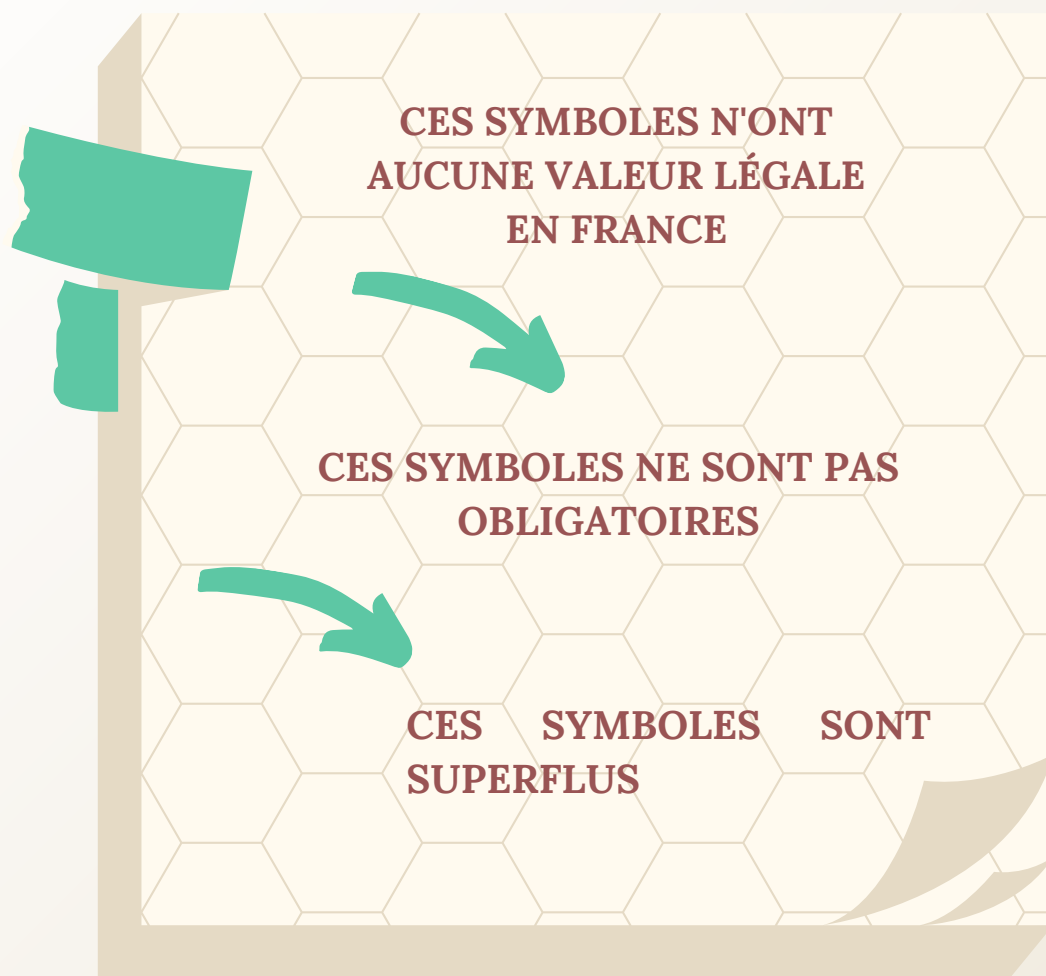 CES SYMBOLES N'ONT
AUCUNE VALEUR LÉGALE
EN FRANCE
CES SYMBOLES NE SONT PAS
OBLIGATOIRES
CES SYMBOLES SONT
SUPERFLUS